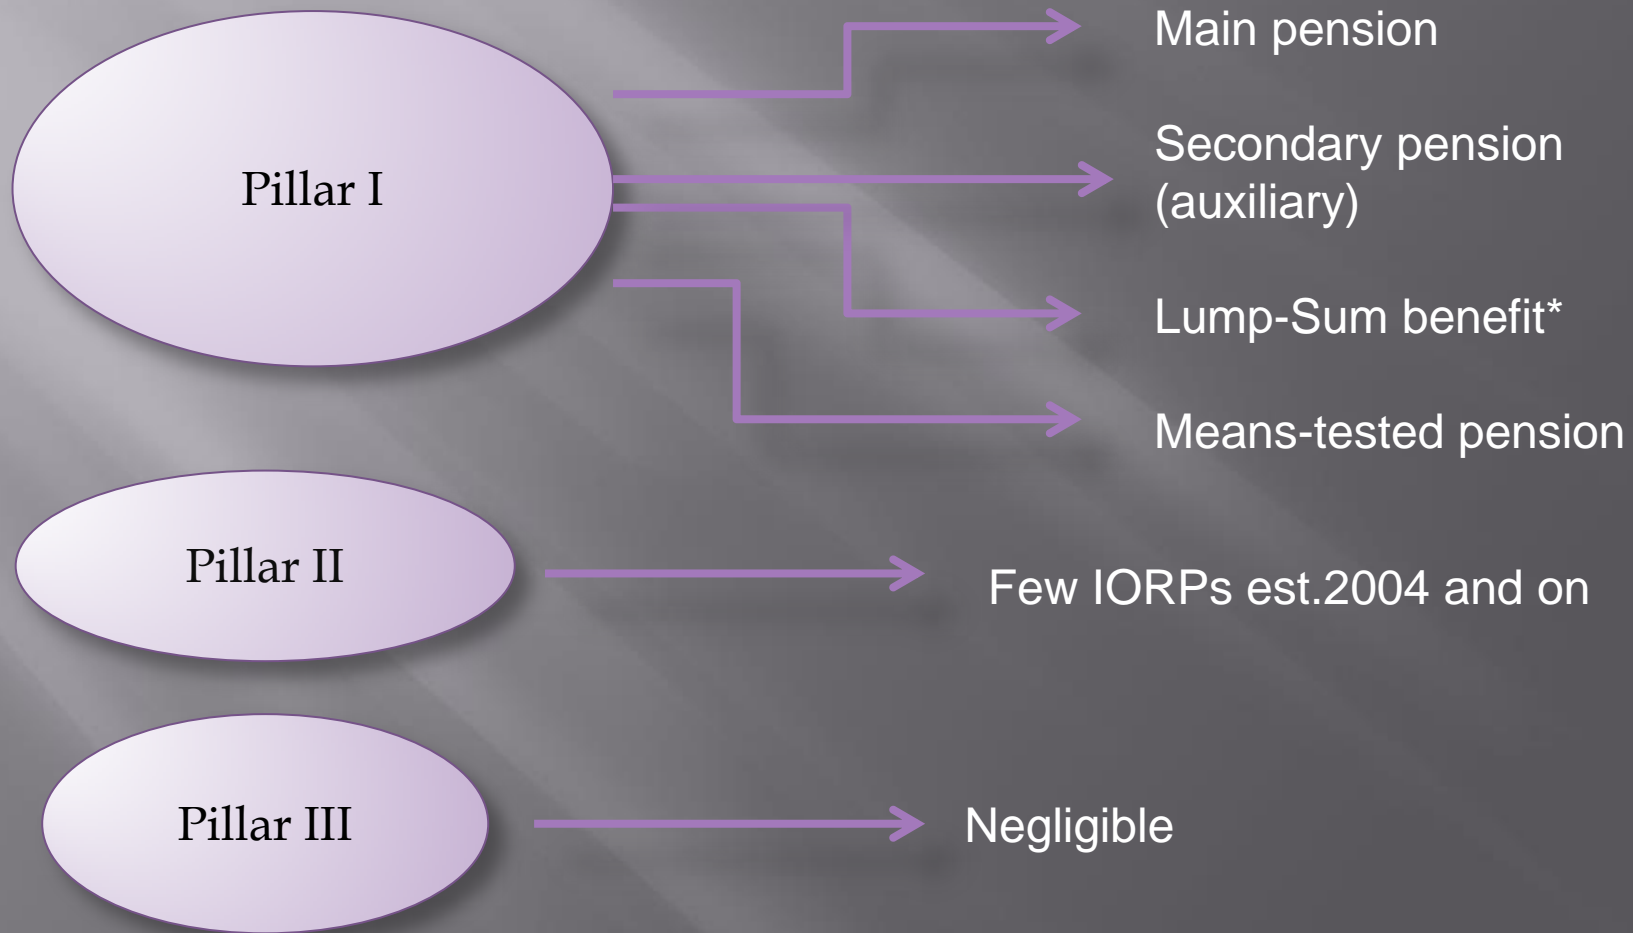 Pillar I
Main pension
Secondary pension
(auxiliary)
Lump-Sum benefit*
Means-tested pension
Pillar II
Few IORPs est.2004 and on
Pillar III
Negligible